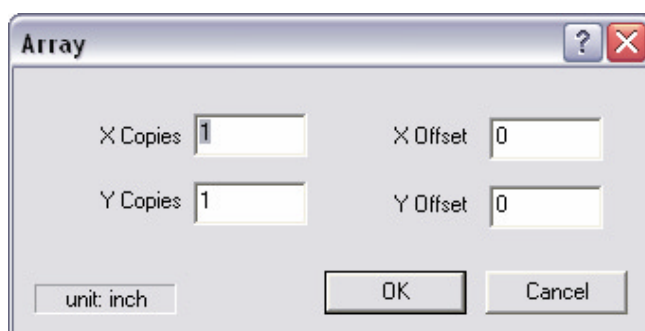 Array
X Copies 1 X Offset 0
Y Copies 1 Y Offset 0
unit: inch OK Cancel